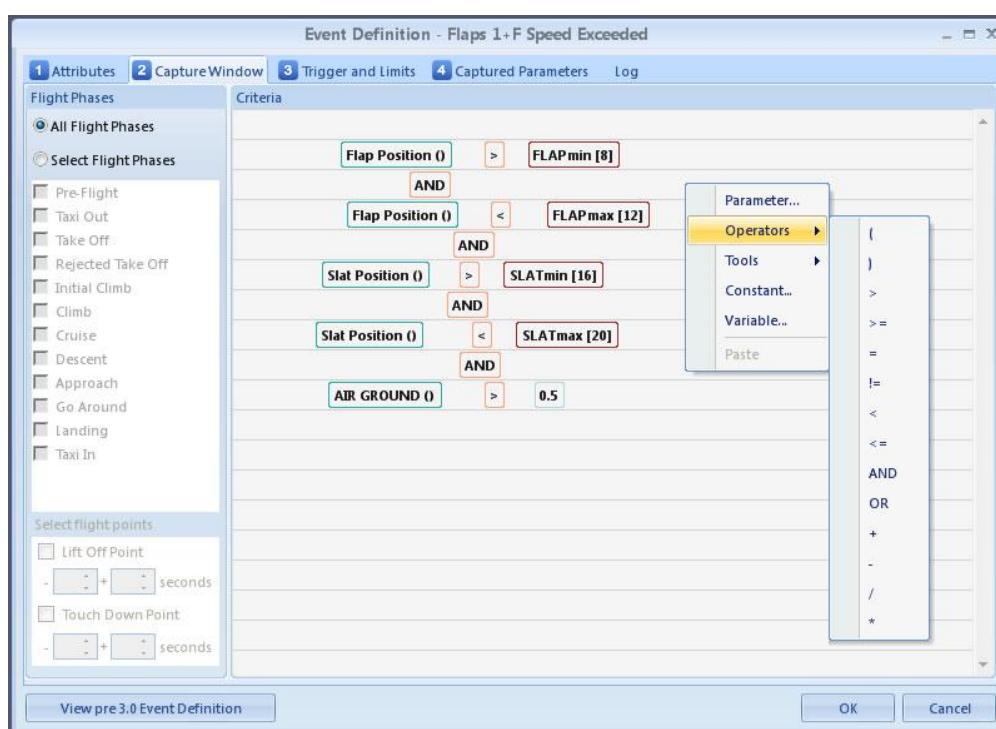 Event Definition - Flaps 1+F Speed Exceeded
1 Attributes 2 Capture Window 3 Trigger and Limits 4 Captured Parameters Log
Flight Phases
All Flight Phases
Select Flight Phases
Pre-Flight
Taxi Out
Take Off
Rejected Take Off
Initial Climb
Climb
Cruise
Descent
Approach
Go Around
Landing
Taxi In
Select flight points
Lift Off Point
- + seconds
Touch Down Point
- + seconds
Criteria
Flap Position () > FLAPmin [8]
AND
Flap Position () < FLAPmax [12]
AND
Slat Position () > SLATmin [16]
AND
Slat Position () < SLATmax [20]
AND
AIR GROUND () > 0.5
Parameter...
Operators
Tools
Constant...
Variable...
Paste
(
)
>
>=
=
!=
<
<=
AND
OR
+
-
/
*
View pre 3.0 Event Definition
OK
Cancel